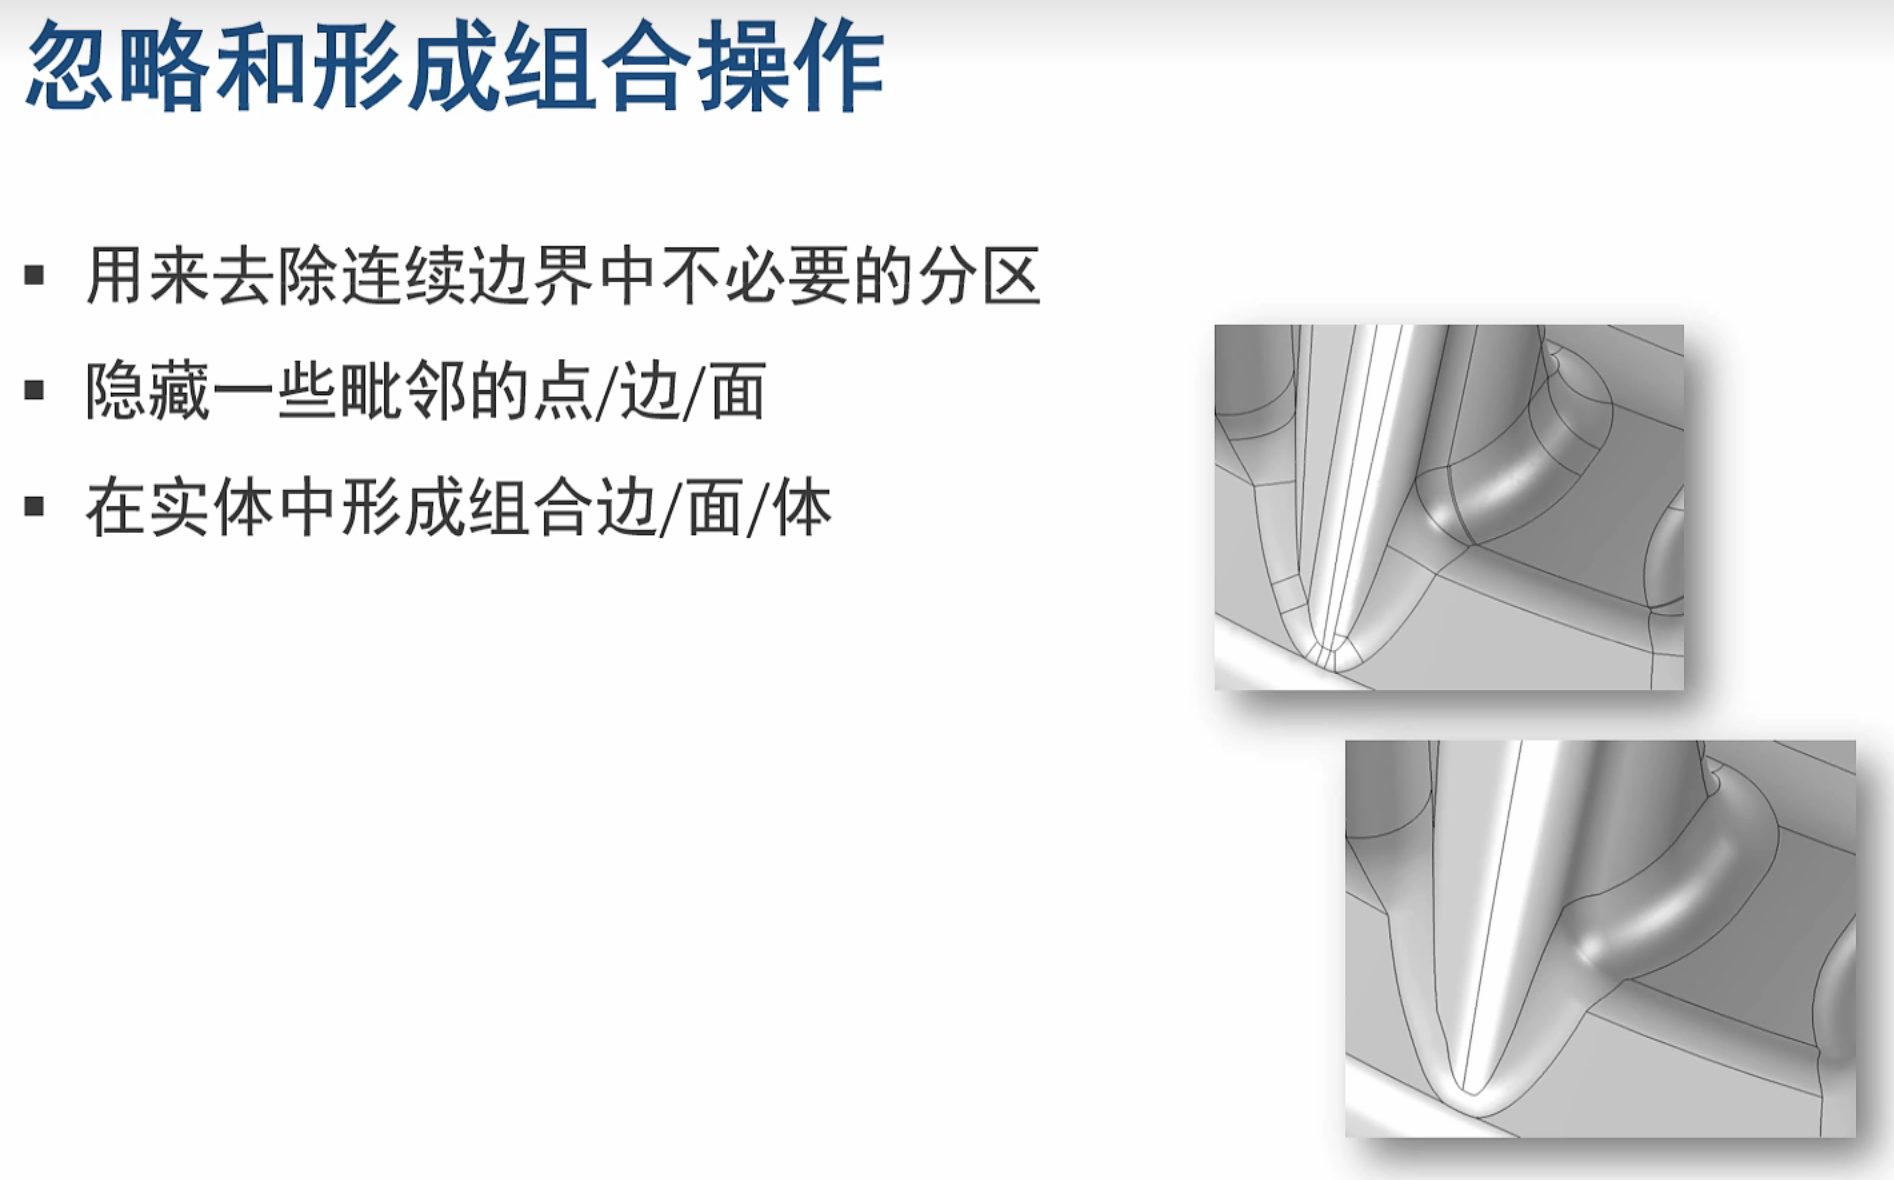 忽略和形成组合操作
▪ 用来去除连续边界中不必要的分区
▪ 隐藏一些毗邻的点/边/面
▪ 在实体中形成组合边/面/体